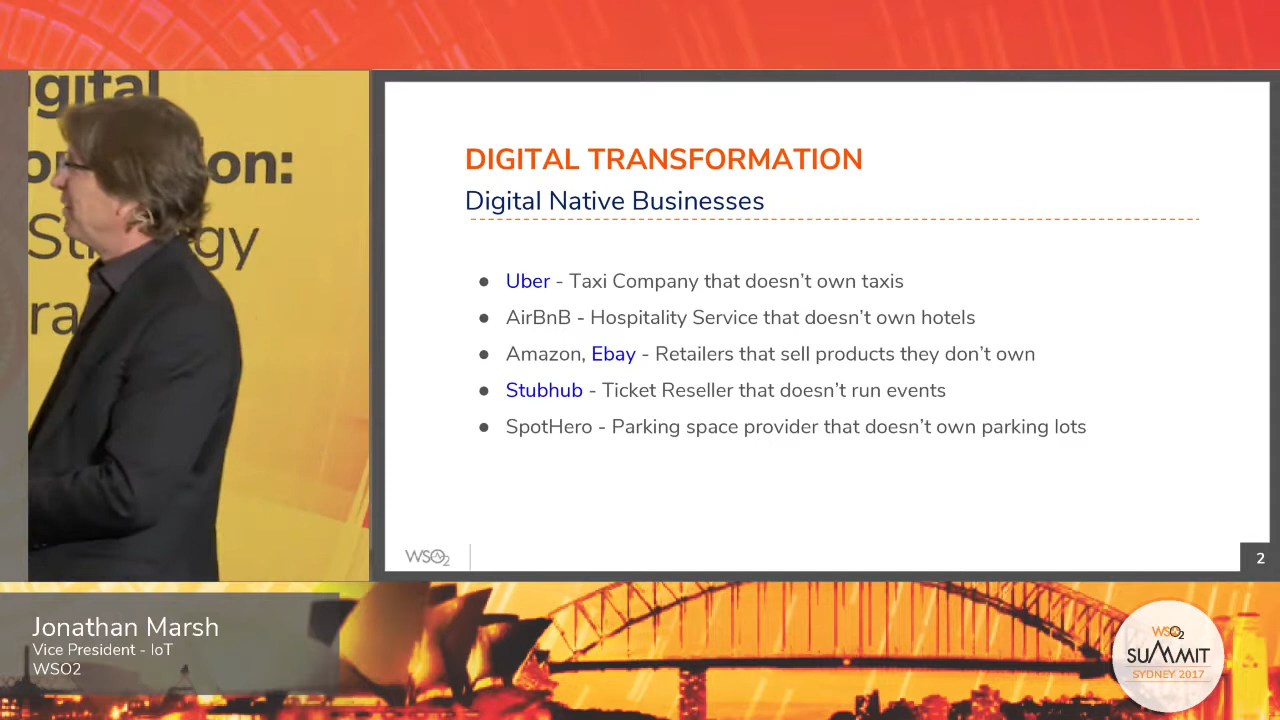 on:
DIGITAL TRANSFORMATION
Digital Native Businesses
● Uber - Taxi Company that doesn't own taxis
● AirBnB - Hospitality Service that doesn't own hotels
● Amazon, Ebay - Retailers that sell products they don't own
● Stubhub - Ticket Reseller that doesn't run events
● SpotHero - Parking space provider that doesn't own parking lots
WSO2
2
Jonathan Marsh
Vice President - IoT
WSO2
WSO2
SUMMIT
SYDNEY 2017